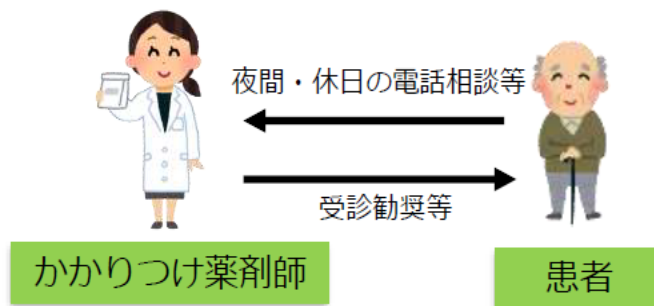 夜間・休日の電話相談等
受診勧奨等
かかりつけ薬剤師
患者